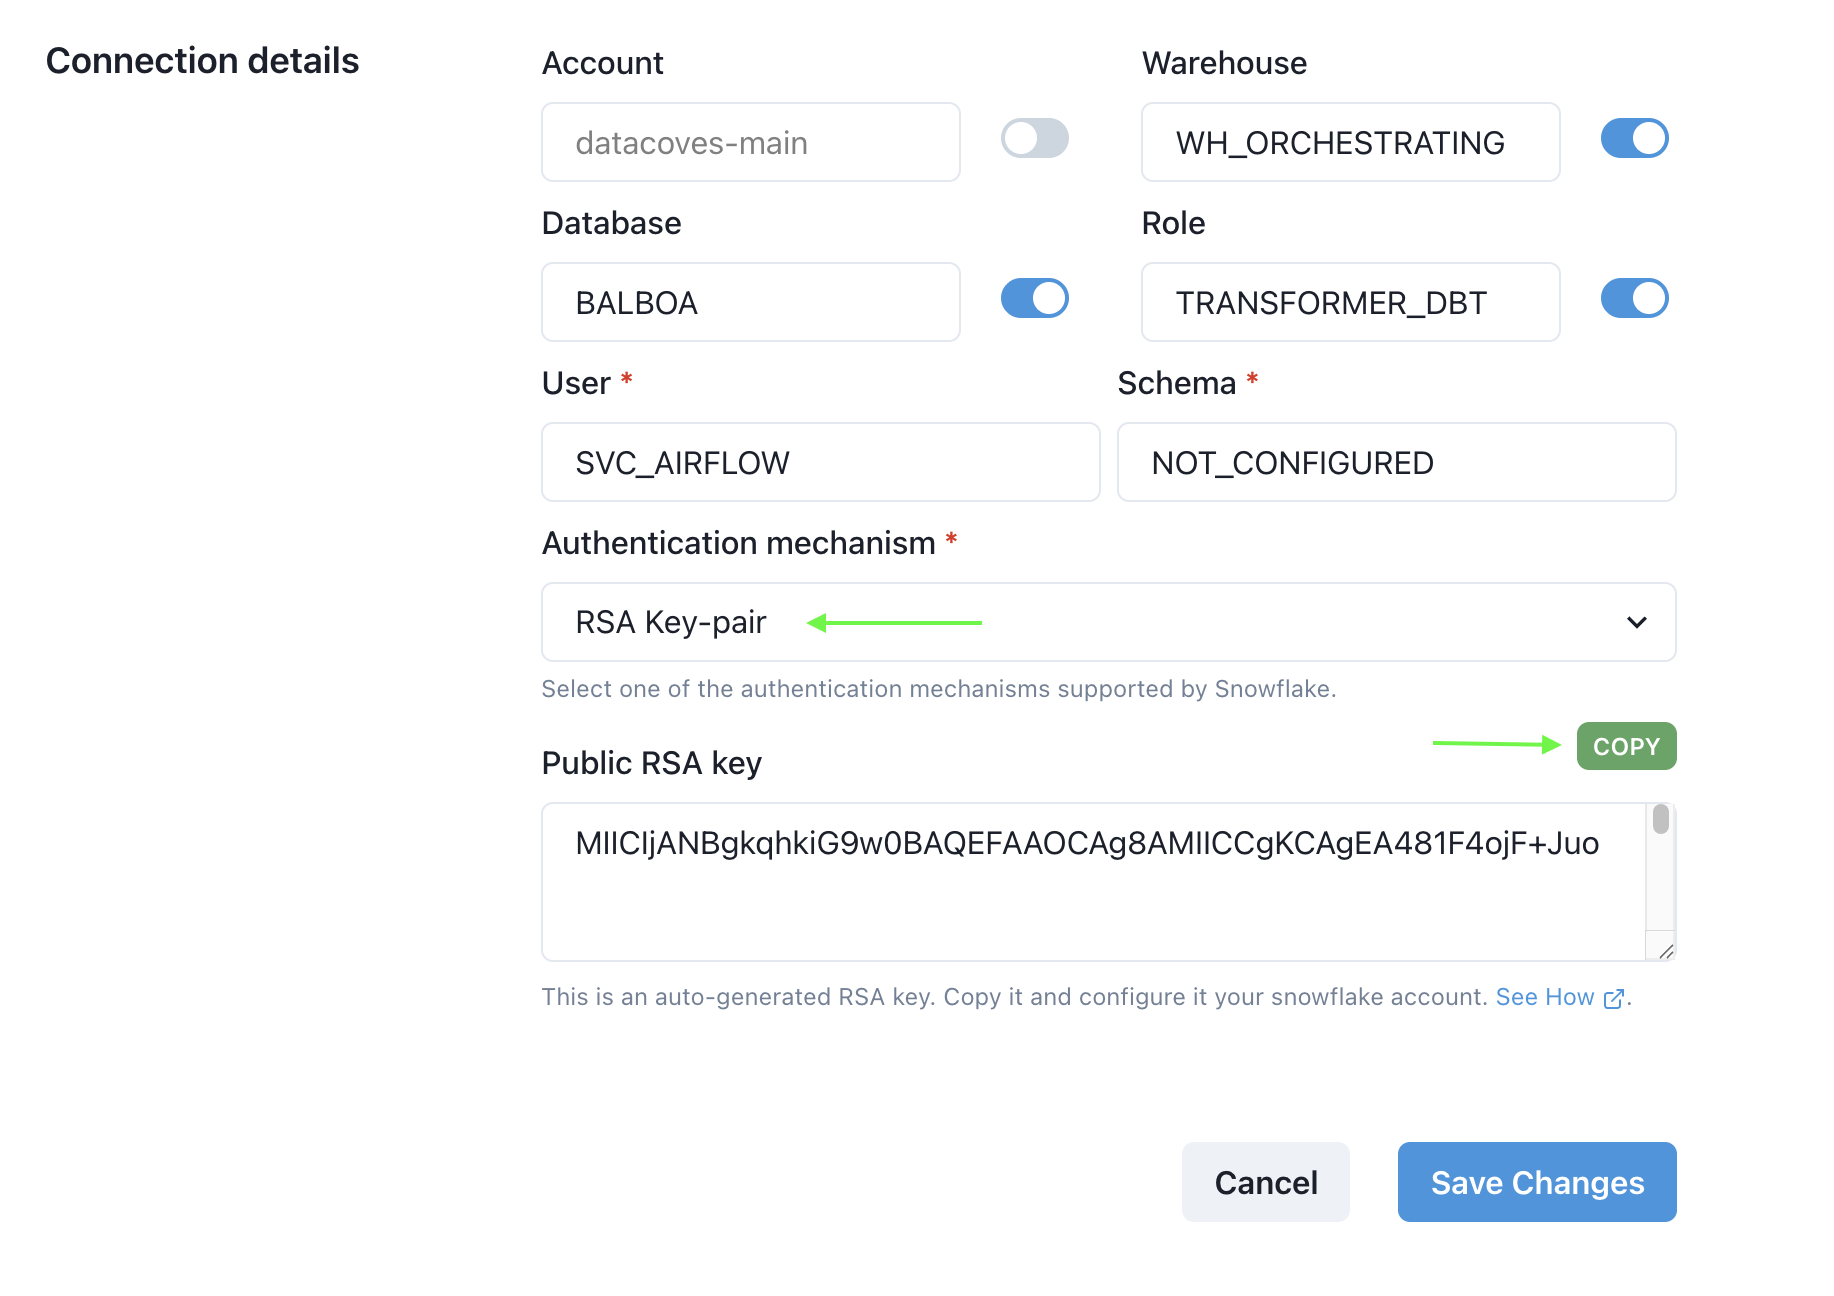 Connection details
Account
Warehouse
datacoves-main
WH_ORCHESTRATING
Database
Role
BALBOA
TRANSFORMER_DBT
User *
Schema *
SVC_AIRFLOW
NOT_CONFIGURED
Authentication mechanism *
RSA Key-pair
Select one of the authentication mechanisms supported by Snowflake.
COPY
Public RSA key
MIICIjANBgkqhkiG9w0BAQEFAAOCAg8AMIICCgKCAgEA481F4ojF+Juo
This is an auto-generated RSA key. Copy it and configure it your snowflake account. See How.
Cancel
Save Changes